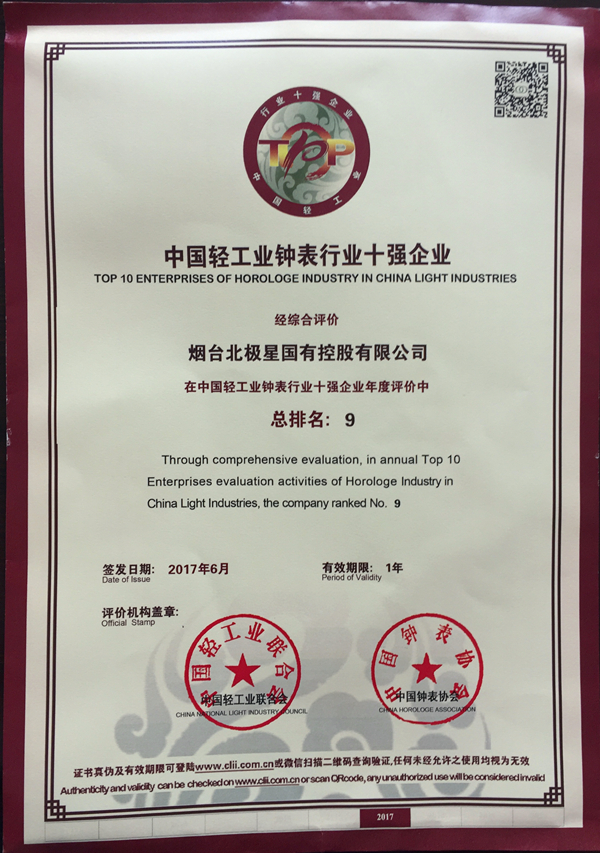 行业十强企业
TOP
中国轻工
中国轻工业钟表行业十强企业
TOP 10 ENTERPRISES OF HOROLOGE INDUSTRY IN CHINA LIGHT INDUSTRIES
经综合评价
烟台北极星国有控股有限公司
在中国轻工业钟表行业十强企业年度评价中
总排名: 9
Through comprehensive evaluation, in annual Top 10
Enterprises evaluation activities of Horologe Industry in
China Light Industries, the company ranked No. 9
签发日期: 2017年6月 有效期限: 1年
Date of Issue Period of Validity
评价机构盖章:
Official Stamp
中国轻工业联合会 中国钟表协会
中国轻工业联合会 中国钟表协会
CHINA NATIONAL LIGHT INDUSTRY COUNCIL CHINA HOROLOGE ASSOCIATION
证书真伪及有效期限可登陆www.clii.com.cn或微信扫描二维码查询验证,任何未经允许之使用均视为无效
Authenticity and validity can be checked on www.clii.com.cn or scan QRcode, any unauthorized use will be considered invalid
2017